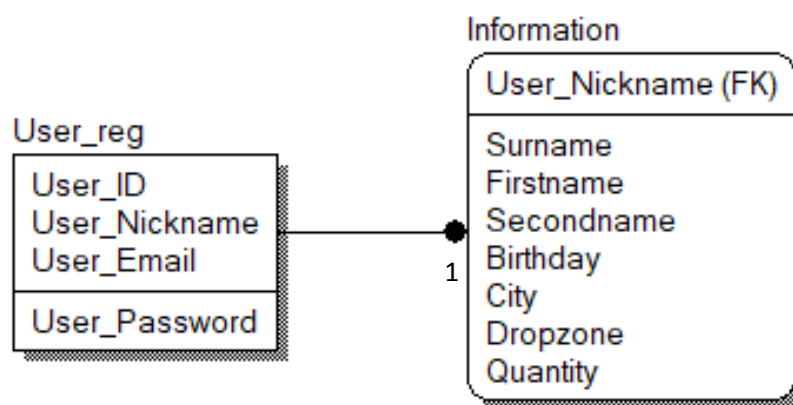 User_reg
User_ID
User_Nickname
User_Email
User_Password
1
Information
User_Nickname (FK)
Surname
Firstname
Secondname
Birthday
City
Dropzone
Quantity